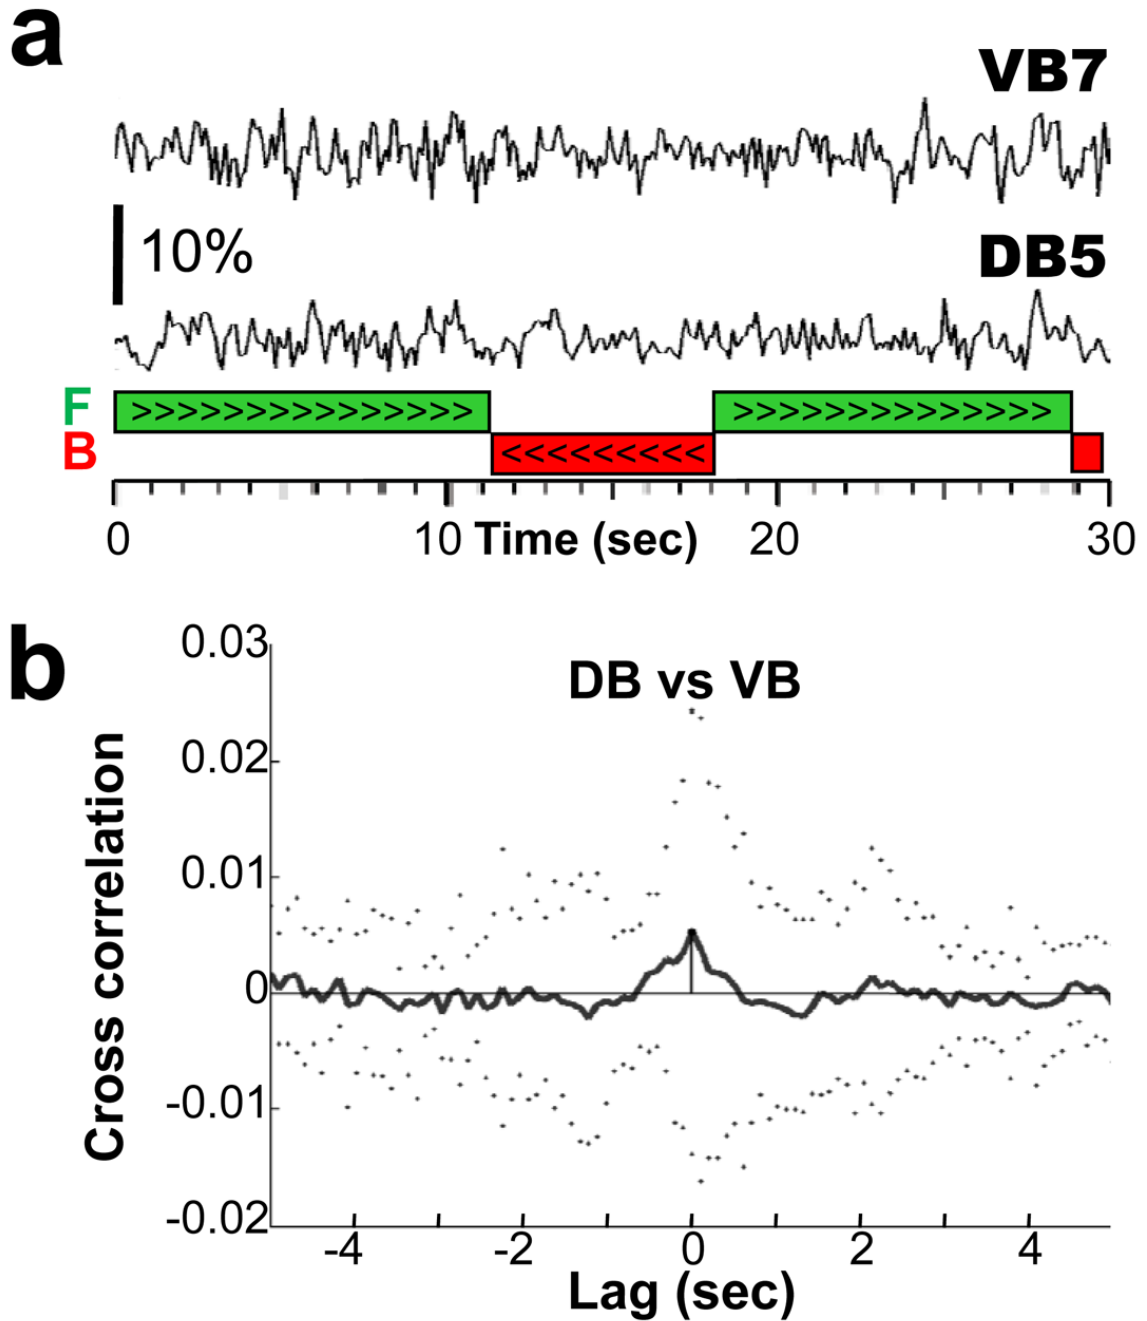 a
VB7
10%
DB5
F >>>>>>>>>>>>>>> >>>>>>>>>>>>>>
B <<<<<<<<<
0 10 Time (sec) 20 30
b
DB vs VB
0.03
0.02
0.01
0
-0.01
-0.02
Cross correlation
-4 -2 0 2 4
Lag (sec)